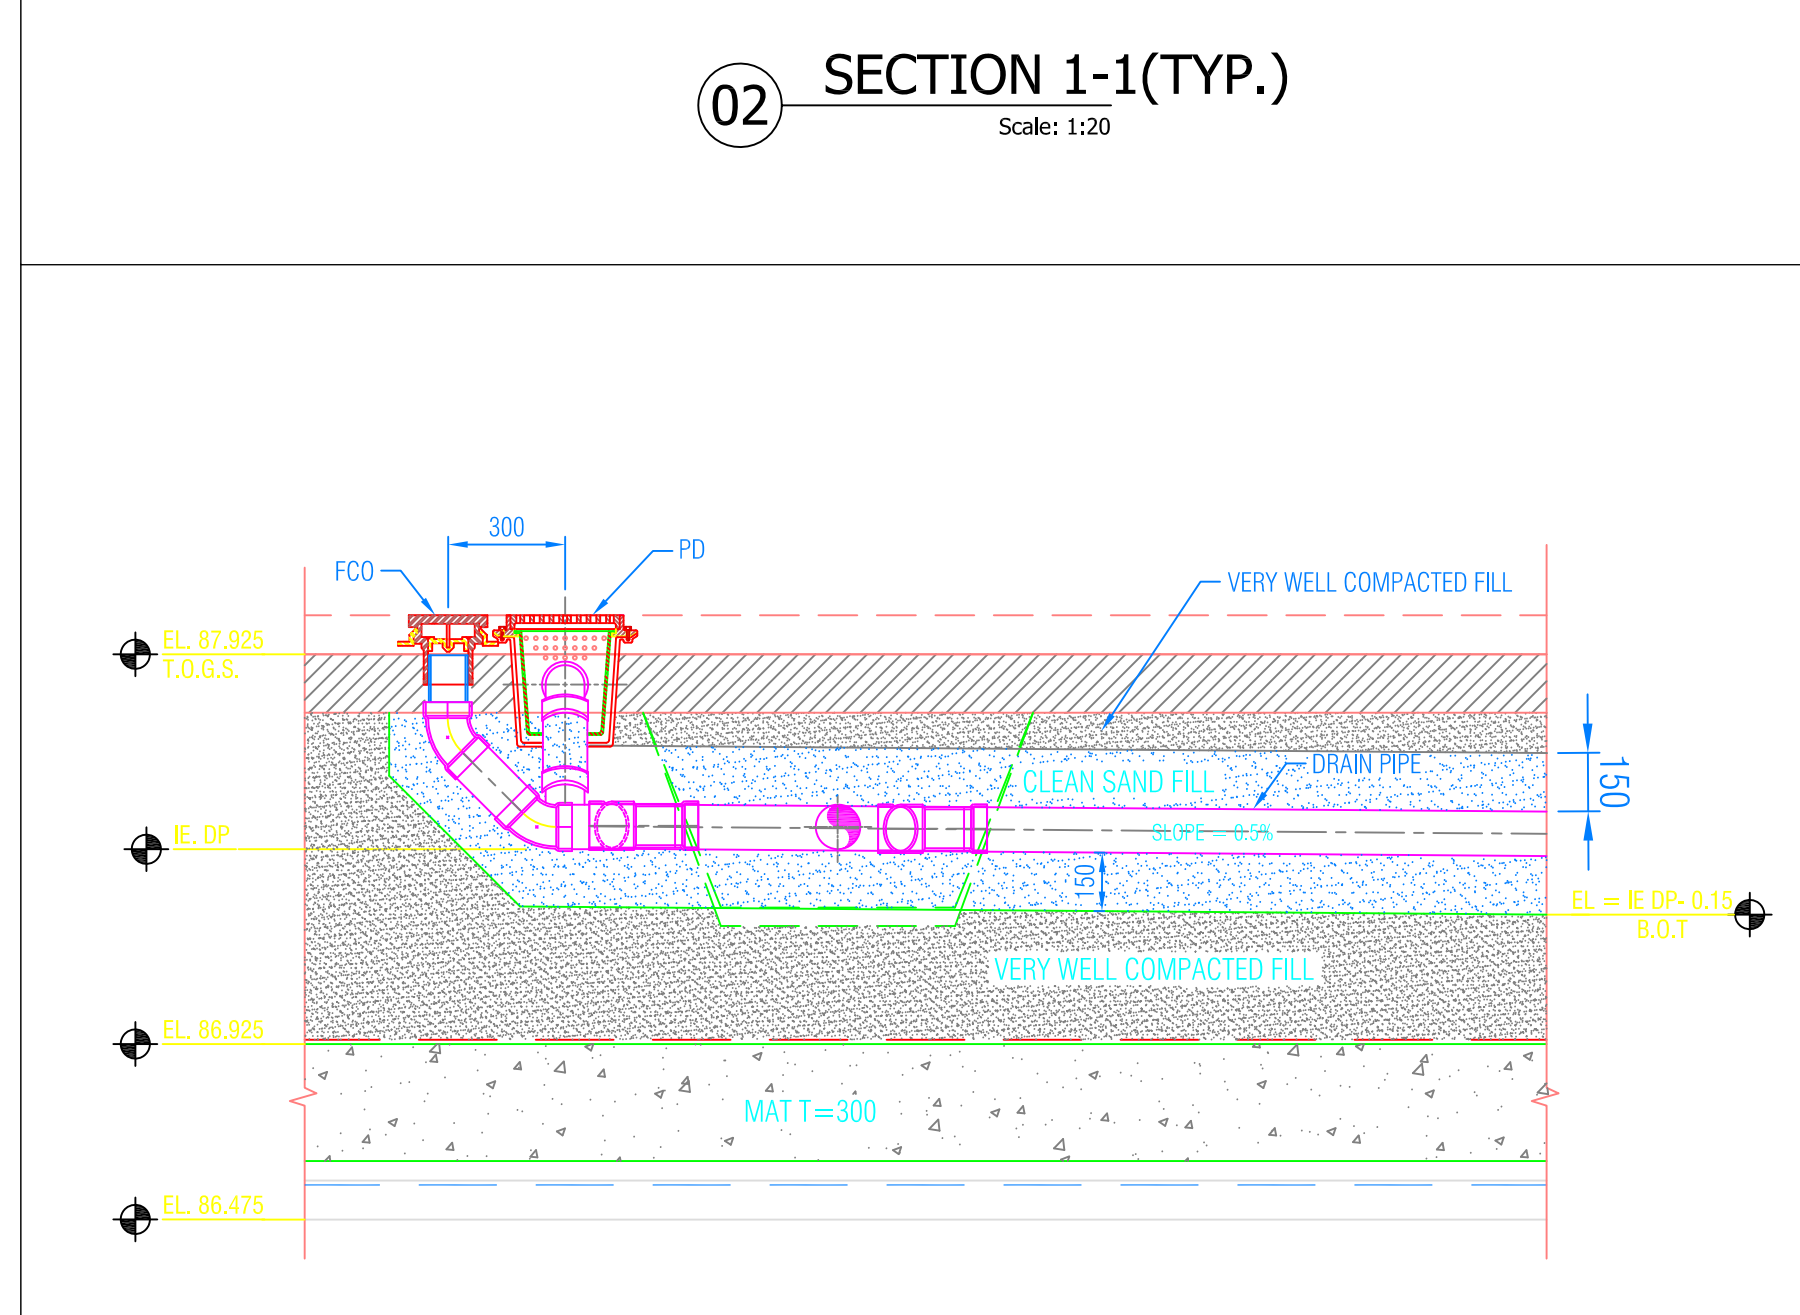 02
SECTION 1-1(TYP.)
Scale: 1:20
300
FCO
PD
VERY WELL COMPACTED FILL
EL. 87.925
T.O.G.S.
DRAIN PIPE
CLEAN SAND FILL
150
IE. DP
SLOPE = 0.5%
150
EL = IE DP- 0.15
B.O.T
VERY WELL COMPACTED FILL
EL. 86.925
MAT T=300
EL. 86.475